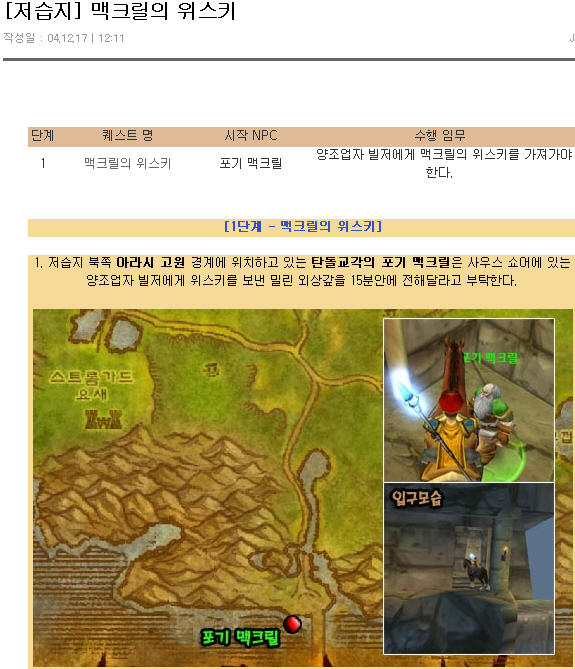 [저습지] 맥크릴의 위스키
작성일 : 04.12.17 | 12:11
J
단계 퀘스트 명 시작 NPC 수행 임무
1 맥크릴의 위스키 포기 맥크릴 양조업자 빌저에게 맥크릴의 위스키를 가져가야
한다.
[1단계 - 맥크릴의 위스키]
1. 저습지 북쪽 아라시 고원 경계에 위치하고 있는 탄돌교각의 포기 맥크릴은 사우스 쇼어에 있는
양조업자 빌저에게 위스키를 보낸 밀린 외상값을 15분안에 전해달라고 부탁한다.
포기 맥크릴
스트롬가드
요새
입구모습
포기 맥크릴